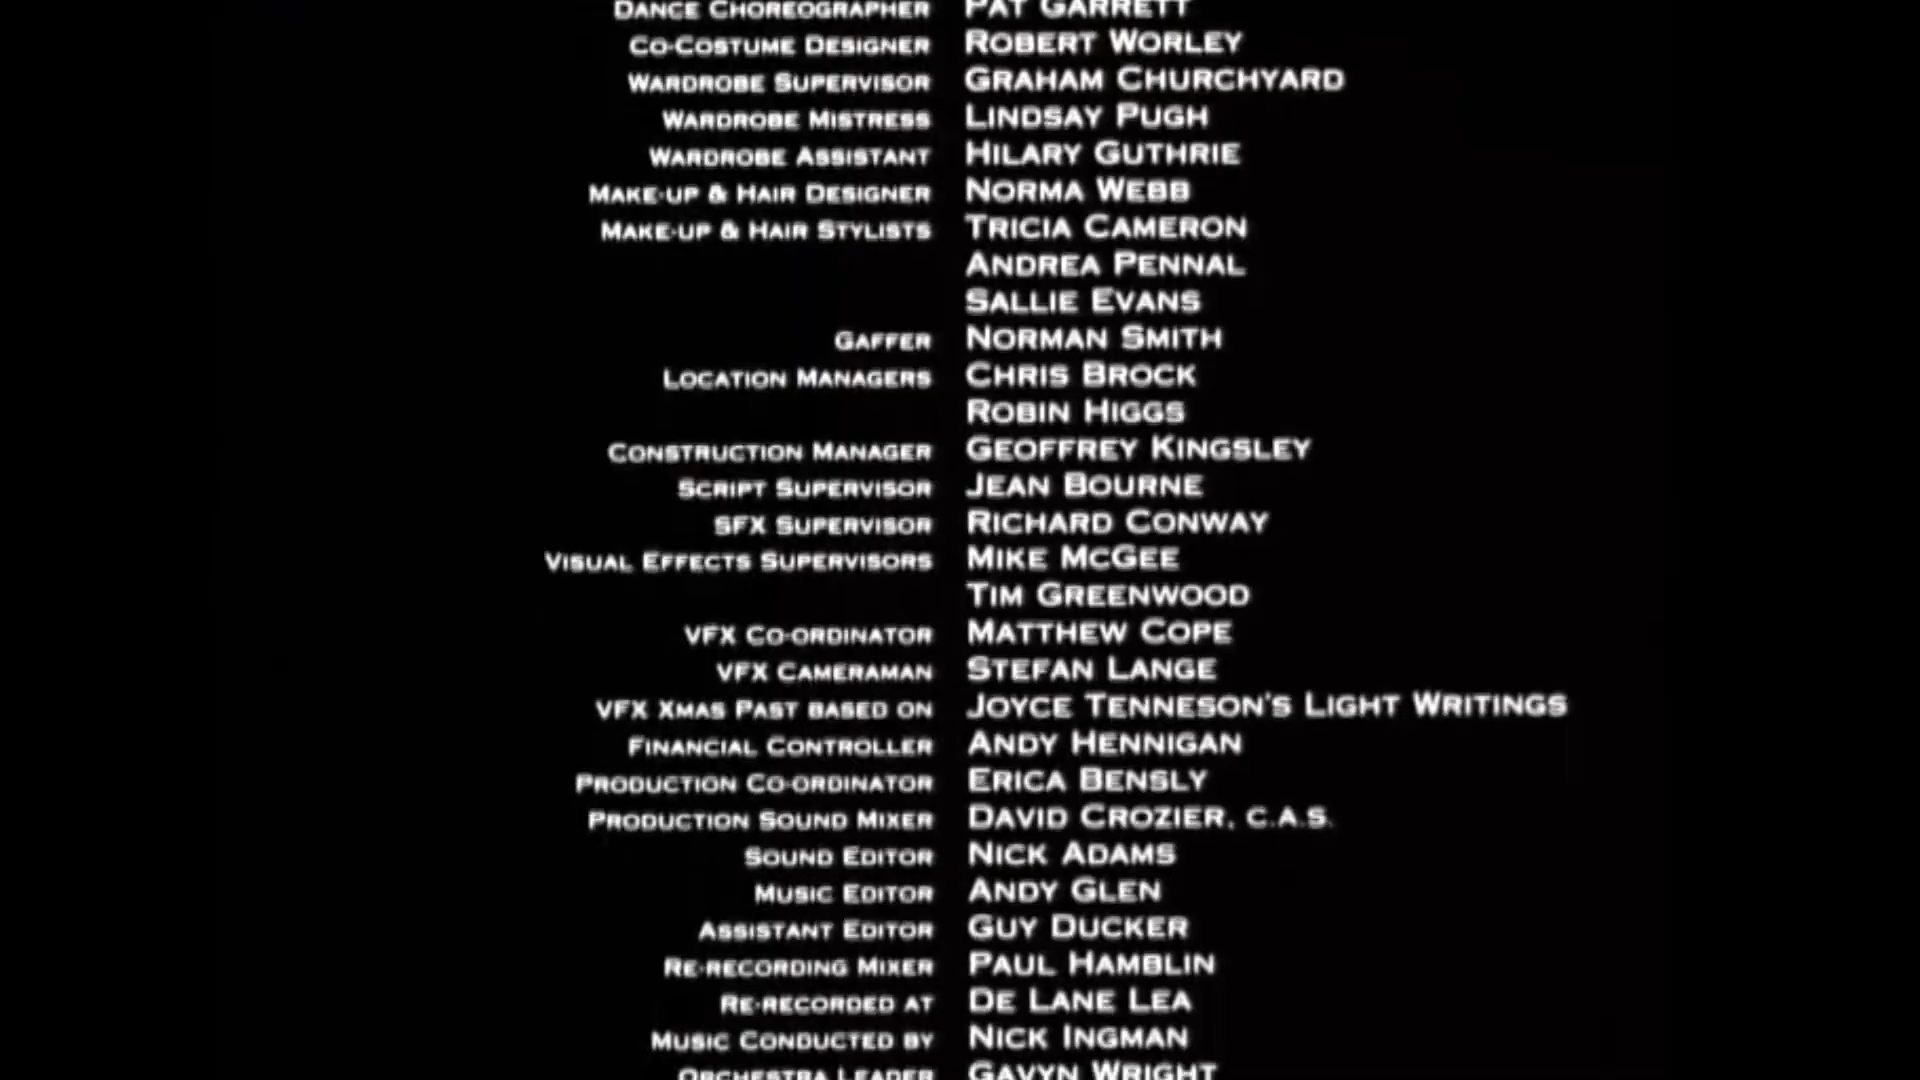 DANCE CHOREOGRAPHER PAT GARRETT
CO-COSTUME DESIGNER ROBERT WORLEY
WARDROBE SUPERVISOR GRAHAM CHURCHYARD
WARDROBE MISTRESS LINDSAY PUGH
WARDROBE ASSISTANT HILARY GUTHRIE
MAKE-UP & HAIR DESIGNER NORMA WEBB
MAKE-UP & HAIR STYLISTS TRICIA CAMERON
ANDREA PENNAL
SALLIE EVANS
GAFFER NORMAN SMITH
LOCATION MANAGERS CHRIS BROCK
ROBIN HIGGS
CONSTRUCTION MANAGER GEOFFREY KINGSLEY
SCRIPT SUPERVISOR JEAN BOURNE
SFX SUPERVISOR RICHARD CONWAY
VISUAL EFFECTS SUPERVISORS MIKE MCGEE
TIM GREENWOOD
VFX CO-ORDINATOR MATTHEW COPE
VFX CAMERAMAN STEFAN LANGE
VFX XMAS PAST BASED ON JOYCE TENNESON'S LIGHT WRITINGS
FINANCIAL CONTROLLER ANDY HENNIGAN
PRODUCTION CO-ORDINATOR ERICA BENSLY
PRODUCTION SOUND MIXER DAVID CROZIER, C.A.S.
SOUND EDITOR NICK ADAMS
MUSIC EDITOR ANDY GLEN
ASSISTANT EDITOR GUY DUCKER
RE-RECORDING MIXER PAUL HAMBLIN
RE-RECORDED AT DE LANE LEA
MUSIC CONDUCTED BY NICK INGMAN
ORCHESTRA LEADER GAVYN WRIGHT